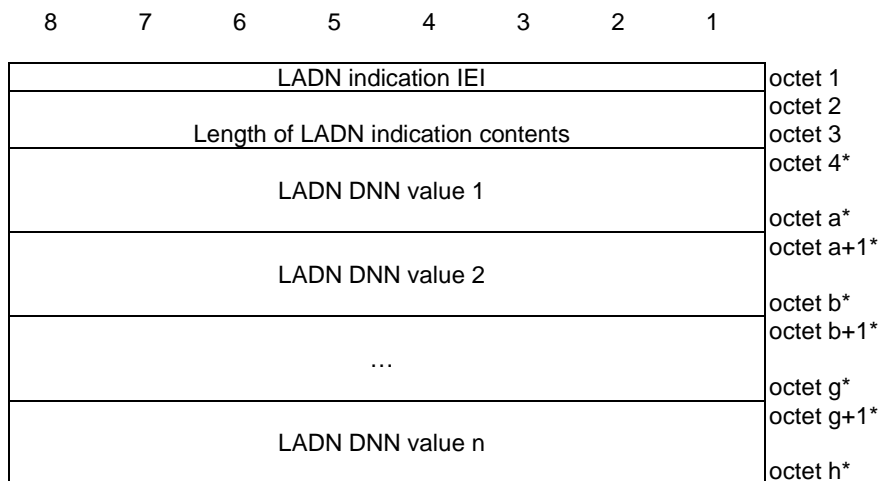 8 7 6 5 4 3 2 1
LADN indication IEI octet 1
octet 2
Length of LADN indication contents octet 3
octet 4*
LADN DNN value 1
octet a*
octet a+1*
LADN DNN value 2
octet b*
octet b+1*
…
octet g*
octet g+1*
LADN DNN value n
octet h*